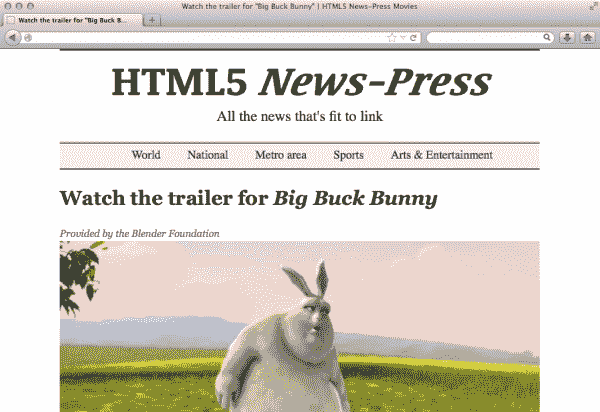 Watch the trailer for "Big Buck Bunny" | HTML5 News-Press Movies
Watch the trailer for "Big Buck B...
HTML5 News-Press
All the news that's fit to link
World National Metro area Sports Arts & Entertainment
Watch the trailer for Big Buck Bunny
Provided by the Blender Foundation